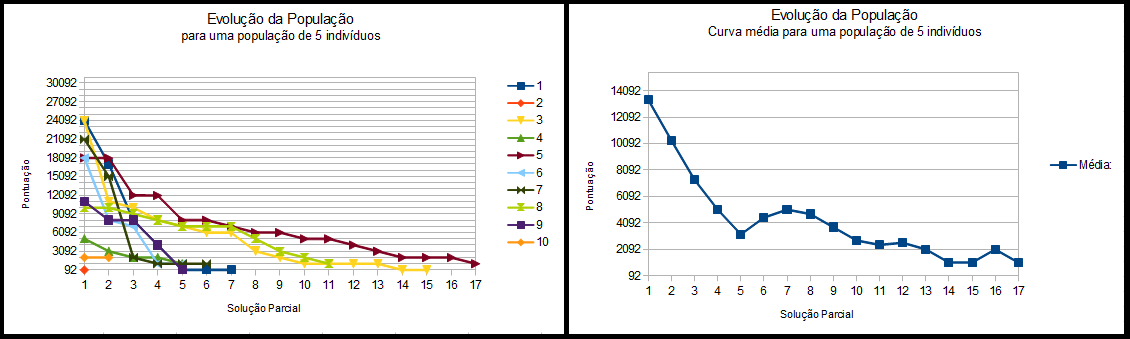 Evolução da População
para uma população de 5 indivíduos
30092
27092
24092
21092
18092
15092
12092
9092
6092
3092
92
Pontuação
1 2 3 4 5 6 7 8 9 10 11 12 13 14 15 16 17
Solução Parcial
1
2
3
4
5
6
7
8
9
10
Evolução da População
Curva média para uma população de 5 indivíduos
14092
12092
10092
8092
6092
4092
2092
92
Pontuação
1 2 3 4 5 6 7 8 9 10 11 12 13 14 15 16 17
Solução Parcial
Média: